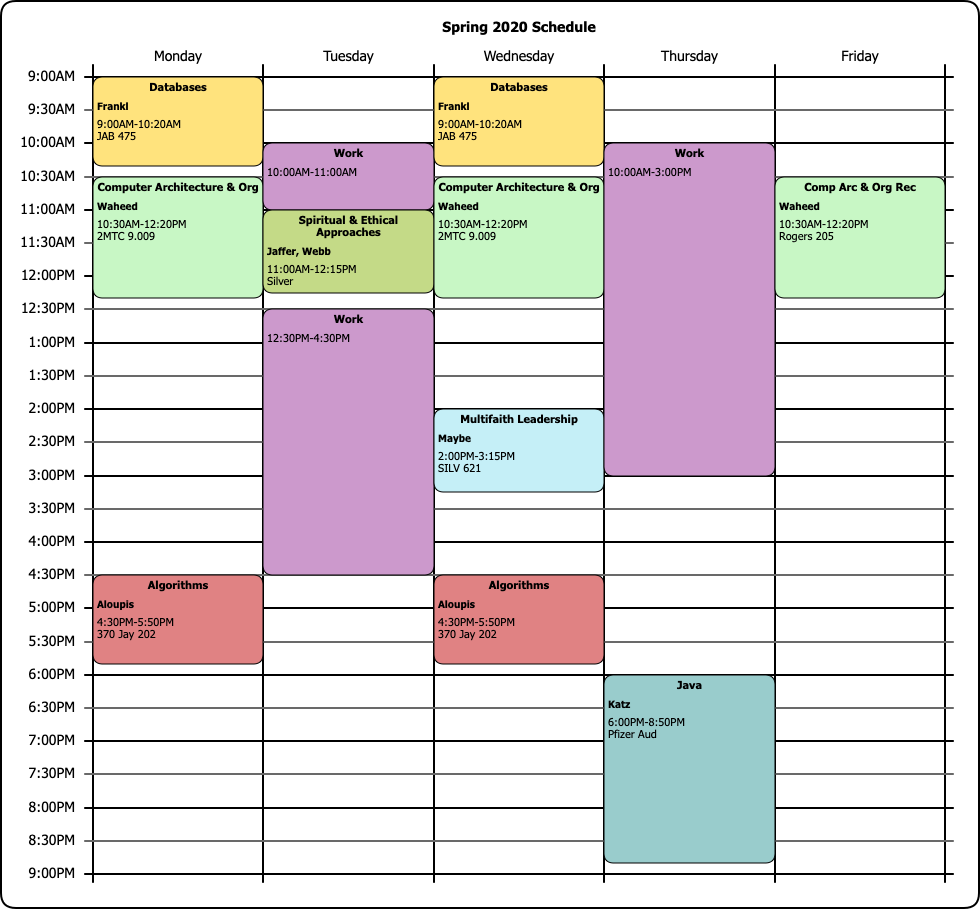 Spring 2020 Schedule
Monday
Tuesday
Wednesday
Thursday
Friday
9:00AM
9:30AM
10:00AM
10:30AM
11:00AM
11:30AM
12:00PM
12:30PM
1:00PM
1:30PM
2:00PM
2:30PM
3:00PM
3:30PM
4:00PM
4:30PM
5:00PM
5:30PM
6:00PM
6:30PM
7:00PM
7:30PM
8:00PM
8:30PM
9:00PM
Databases
Frankl
9:00AM-10:20AM
JAB 475
Computer Architecture & Org
Waheed
10:30AM-12:20PM
2MTC 9.009
Algorithms
Aloupis
4:30PM-5:50PM
370 Jay 202
Work
10:00AM-11:00AM
Spiritual & Ethical
Approaches
Jaffer, Webb
11:00AM-12:15PM
Silver
Work
12:30PM-4:30PM
Databases
Frankl
9:00AM-10:20AM
JAB 475
Computer Architecture & Org
Waheed
10:30AM-12:20PM
2MTC 9.009
Multifaith Leadership
Maybe
2:00PM-3:15PM
SILV 621
Algorithms
Aloupis
4:30PM-5:50PM
370 Jay 202
Work
10:00AM-3:00PM
Java
Katz
6:00PM-8:50PM
Pfizer Aud
Comp Arc & Org Rec
Waheed
10:30AM-12:20PM
Rogers 205